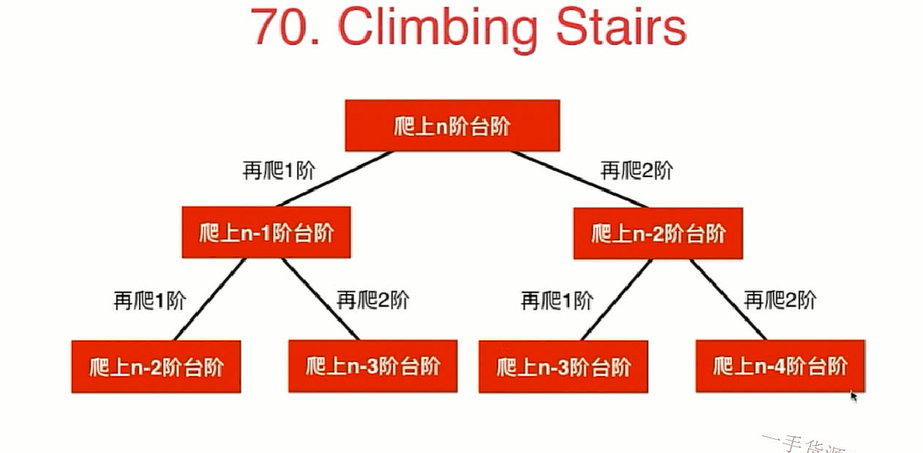 70. Climbing Stairs
爬上n阶台阶
再爬1阶
再爬2阶
爬上n-1阶台阶
爬上n-2阶台阶
再爬1阶
再爬2阶
再爬1阶
再爬2阶
爬上n-2阶台阶
爬上n-3阶台阶
爬上n-3阶台阶
爬上n-4阶台阶
一手货源